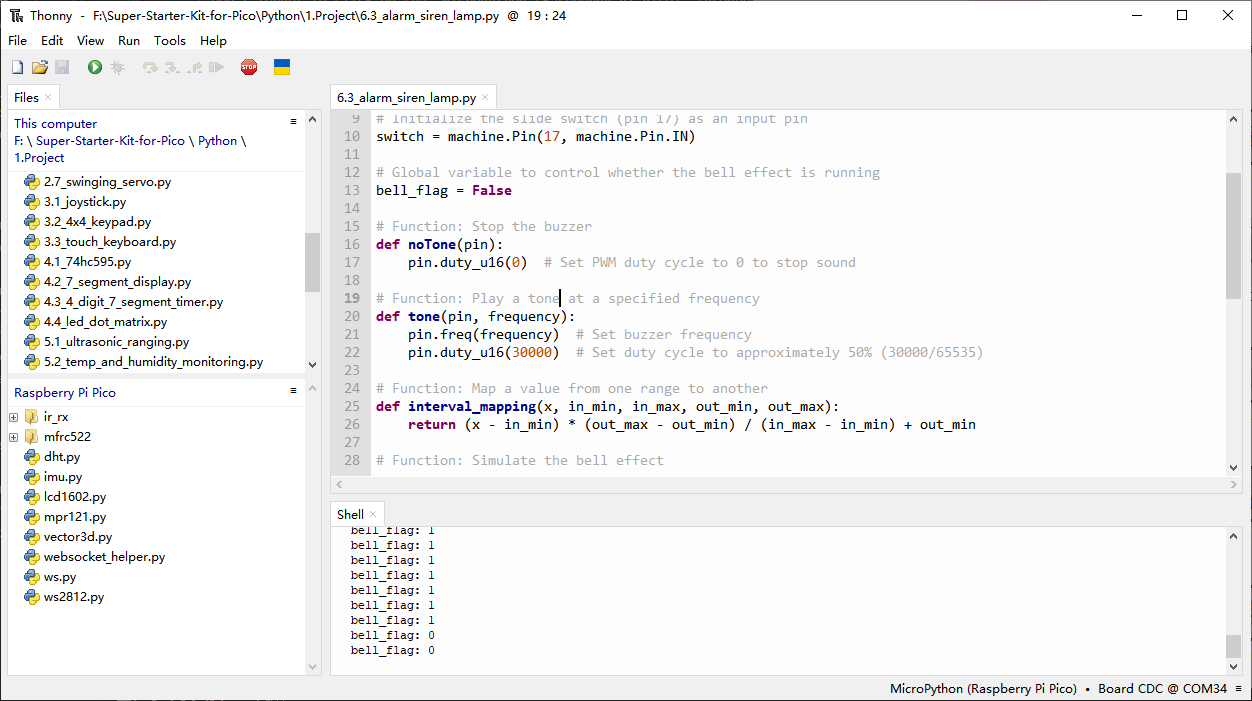 Thonny - F:\Super-Starter-Kit-for-Pico\Python\1.Project\6.3_alarm_siren_lamp.py @ 19 : 24
File Edit View Run Tools Help
STOP
Files ×
This computer ≡
F: \ Super-Starter-Kit-for-Pico \ Python \
1.Project
2.7_swinging_servo.py
3.1_joystick.py
3.2_4x4_keypad.py
3.3_touch_keyboard.py
4.1_74hc595.py
4.2_7_segment_display.py
4.3_4_digit_7_segment_timer.py
4.4_led_dot_matrix.py
5.1_ultrasonic_ranging.py
5.2_temp_and_humidity_monitoring.py
Raspberry Pi Pico ≡
ir_rx
mfrc522
dht.py
imu.py
lcd1602.py
mpr121.py
vector3d.py
websocket_helper.py
ws.py
ws2812.py
6.3_alarm_siren_lamp.py ×
9 # Initialize the slide switch (pin 17) as an input pin
10 switch = machine.Pin(17, machine.Pin.IN)
11
12 # Global variable to control whether the bell effect is running
13 bell_flag = False
14
15 # Function: Stop the buzzer
16 def noTone(pin):
17     pin.duty_u16(0)  # Set PWM duty cycle to 0 to stop sound
18
19 # Function: Play a tone at a specified frequency
20 def tone(pin, frequency):
21     pin.freq(frequency)  # Set buzzer frequency
22     pin.duty_u16(30000)  # Set duty cycle to approximately 50% (30000/65535)
23
24 # Function: Map a value from one range to another
25 def interval_mapping(x, in_min, in_max, out_min, out_max):
26     return (x - in_min) * (out_max - out_min) / (in_max - in_min) + out_min
27
28 # Function: Simulate the bell effect
Shell ×
bell_flag: 1
bell_flag: 1
bell_flag: 1
bell_flag: 1
bell_flag: 1
bell_flag: 1
bell_flag: 1
bell_flag: 0
bell_flag: 0
MicroPython (Raspberry Pi Pico) • Board CDC @ COM34 ≡